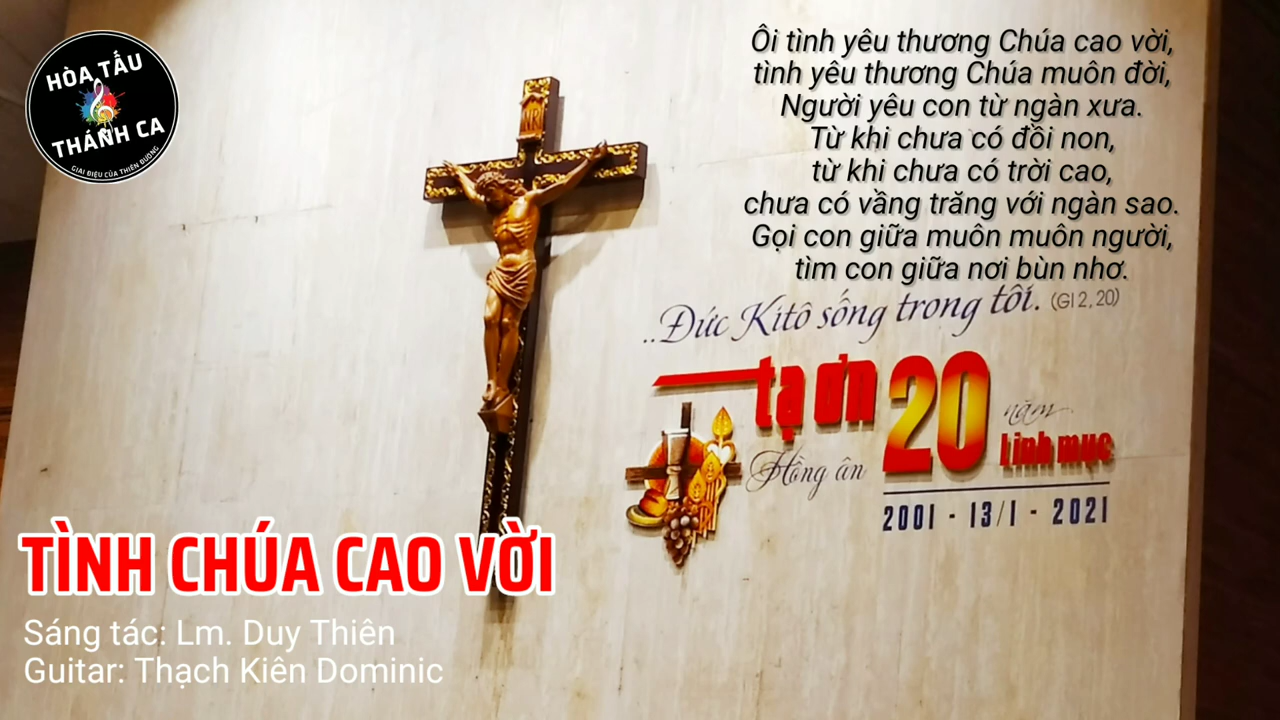 HÒA TẤU
THÁNH CA
GIAI ĐIỆU CỦA THIÊN ĐƯỜNG
INRI
Ôi tình yêu thương Chúa cao vời,
tình yêu thương Chúa muôn đời,
Người yêu con từ ngàn xưa.
Từ khi chưa có đồi non,
từ khi chưa có trời cao,
chưa có vầng trăng với ngàn sao.
Gọi con giữa muôn muôn người,
tìm con giữa nơi bùn nhơ.
..Đức Kitô sống trong tôi. (Gl 2, 20)
tạ ơn 20 năm
Hồng ân Linh mục
2001 - 13/1 - 2021
TÌNH CHÚA CAO VỜI
Sáng tác: Lm. Duy Thiên
Guitar: Thạch Kiên Dominic